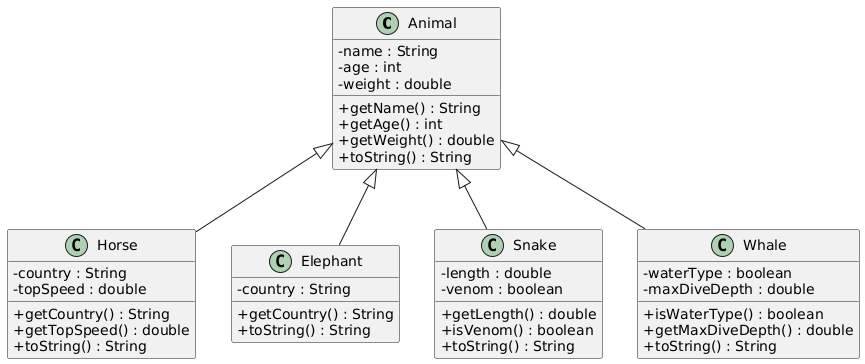 C Animal
-name : String
-age : int
-weight : double
+getName() : String
+getAge() : int
+getWeight() : double
+toString() : String
C Horse
-country : String
-topSpeed : double
+getCountry() : String
+getTopSpeed() : double
+toString() : String
C Elephant
-country : String
+getCountry() : String
+toString() : String
C Snake
-length : double
-venom : boolean
+getLength() : double
+isVenom() : boolean
+toString() : String
C Whale
-waterType : boolean
-maxDiveDepth : double
+isWaterType() : boolean
+getMaxDiveDepth() : double
+toString() : String